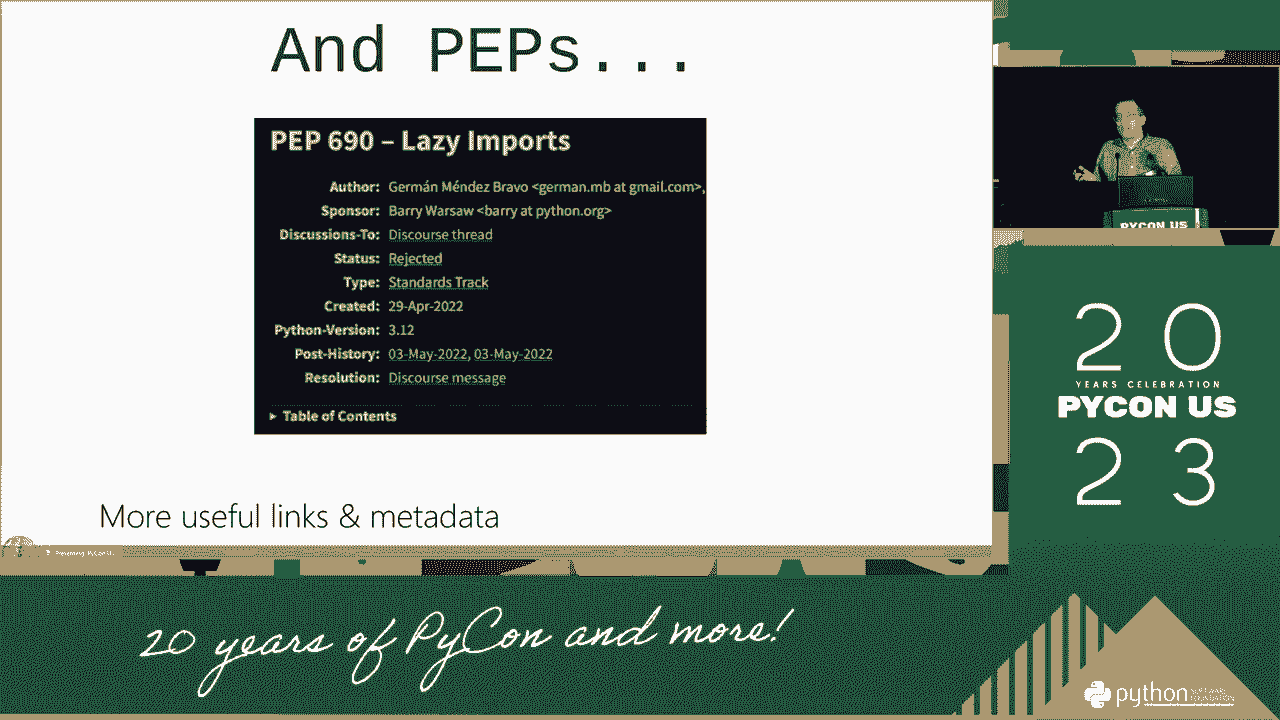 And PEPs...
PEP 690 – Lazy Imports
Author: Germán Méndez Bravo <german.mb at gmail.com>,
Sponsor: Barry Warsaw <barry at python.org>
Discussions-To: Discourse thread
Status: Rejected
Type: Standards Track
Created: 29-Apr-2022
Python-Version: 3.12
Post-History: 03-May-2022, 03-May-2022
Resolution: Discourse message
▸ Table of Contents
More useful links & metadata
PYCON US
20
YEARS CELEBRATION
PYCON US
23
20 years of PyCon and more!
python SOFTWARE FOUNDATION